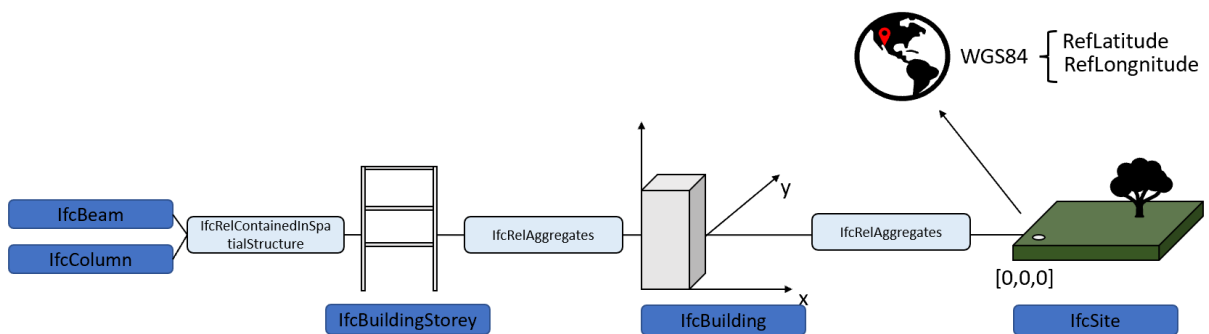 WGS84
RefLatitude
RefLongnitude
y
IfcBeam
IfcRelContainedInSpa
tialStructure
IfcRelAggregates
IfcRelAggregates
IfcColumn
[0,0,0]
x
IfcBuildingStorey
IfcBuilding
IfcSite